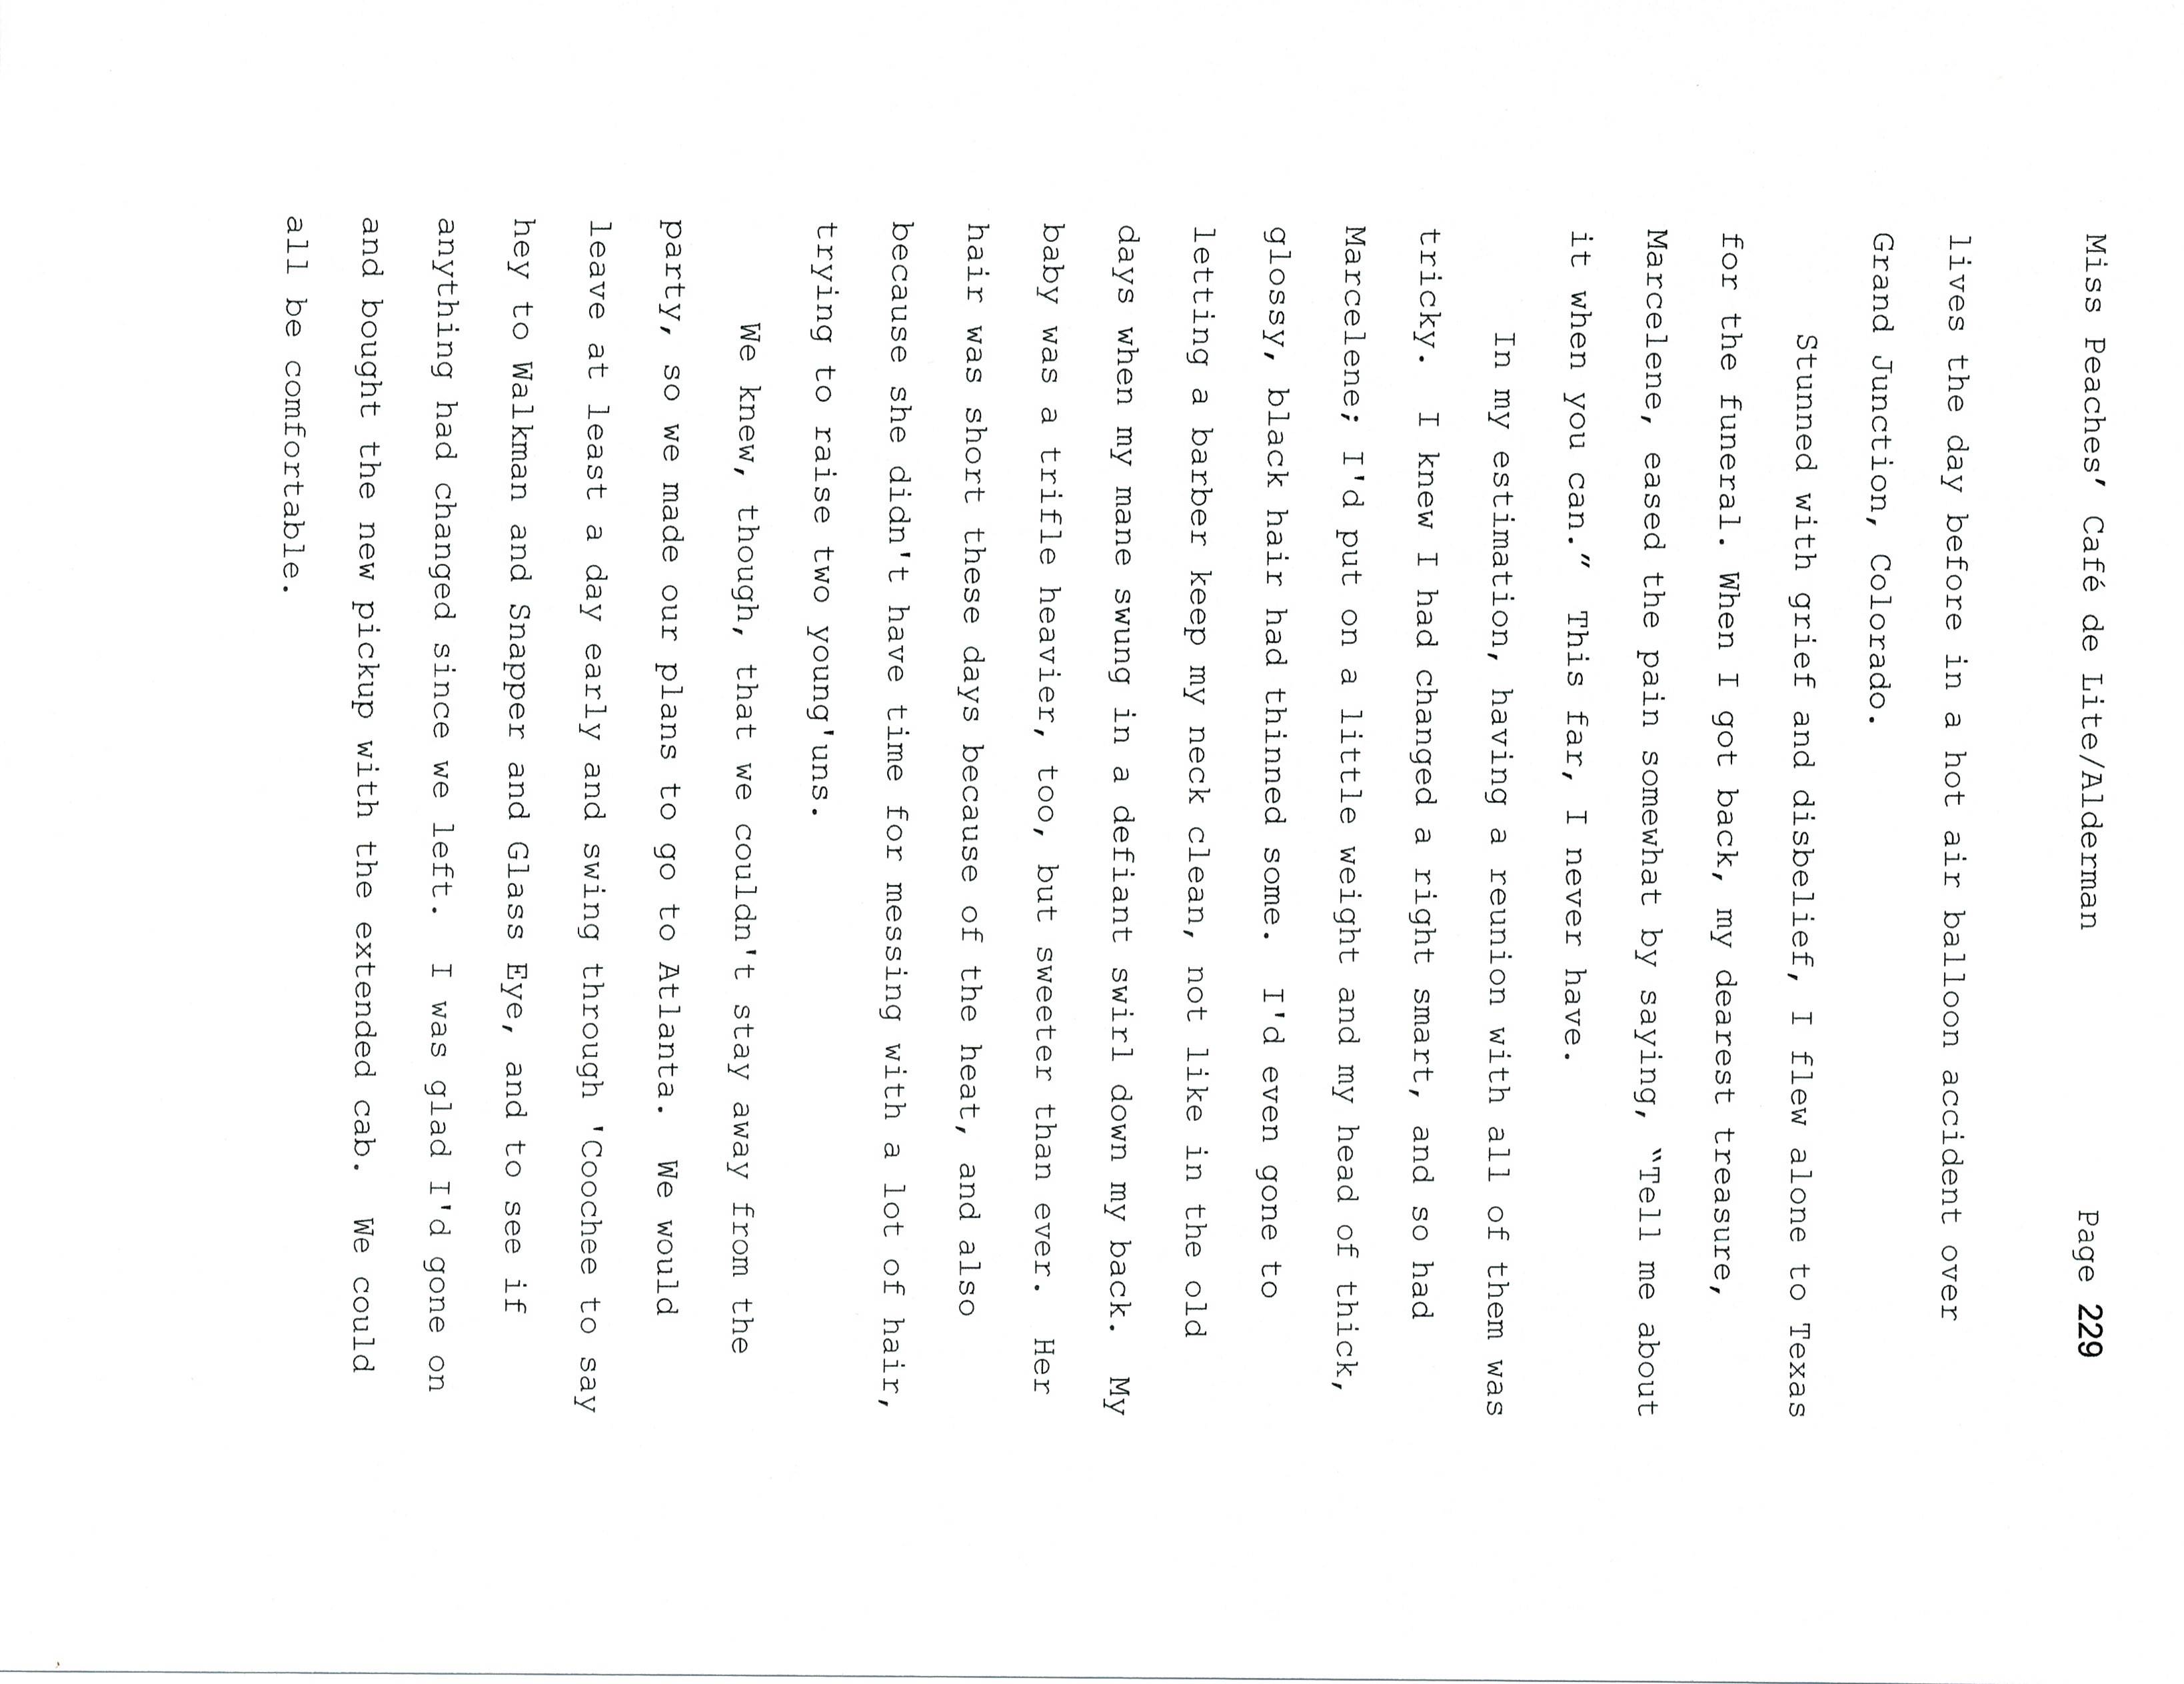 Miss Peaches’ Café de Lite/Alderman Page 229
lives the day before in a hot air balloon accident over
Grand Junction, Colorado.
Stunned with grief and disbelief, I flew alone to Texas
for the funeral. When I got back, my dearest treasure,
Marcelene, eased the pain somewhat by saying, “Tell me about
it when you can.” This far, I never have.
In my estimation, having a reunion with all of them was
tricky. I knew I had changed a right smart, and so had
Marcelene; I'd put on a little weight and my head of thick,
glossy, black hair had thinned some. I'd even gone to
letting a barber keep my neck clean, not like in the old
days when my mane swung in a defiant swirl down my back. My
baby was a trifle heavier, too, but sweeter than ever. Her
hair was short these days because of the heat, and also
because she didn't have time for messing with a lot of hair,
trying to raise two young'uns.
We knew, though, that we couldn't stay away from the
party, so we made our plans to go to Atlanta. We would
leave at least a day early and swing through 'Coochee to say
hey to Walkman and Snapper and Glass Eye, and to see if
anything had changed since we left. I was glad I'd gone on
and bought the new pickup with the extended cab. We could
all be comfortable.